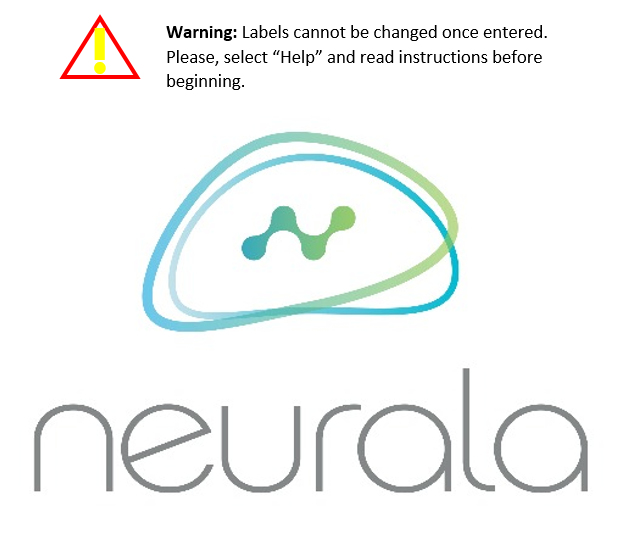 Warning: Labels cannot be changed once entered.
Please, select “Help” and read instructions before
beginning.
neurala